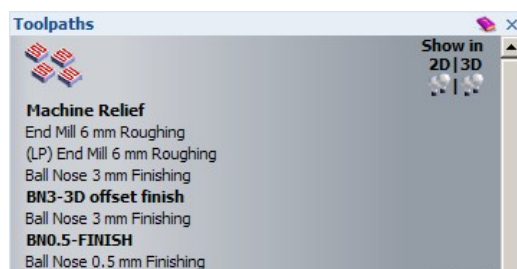 Toolpaths
Show in
2D|3D
Machine Relief
End Mill 6 mm Roughing
(LP) End Mill 6 mm Roughing
Ball Nose 3 mm Finishing
BN3-3D offset finish
Ball Nose 3 mm Finishing
BN0.5-FINISH
Ball Nose 0.5 mm Finishing